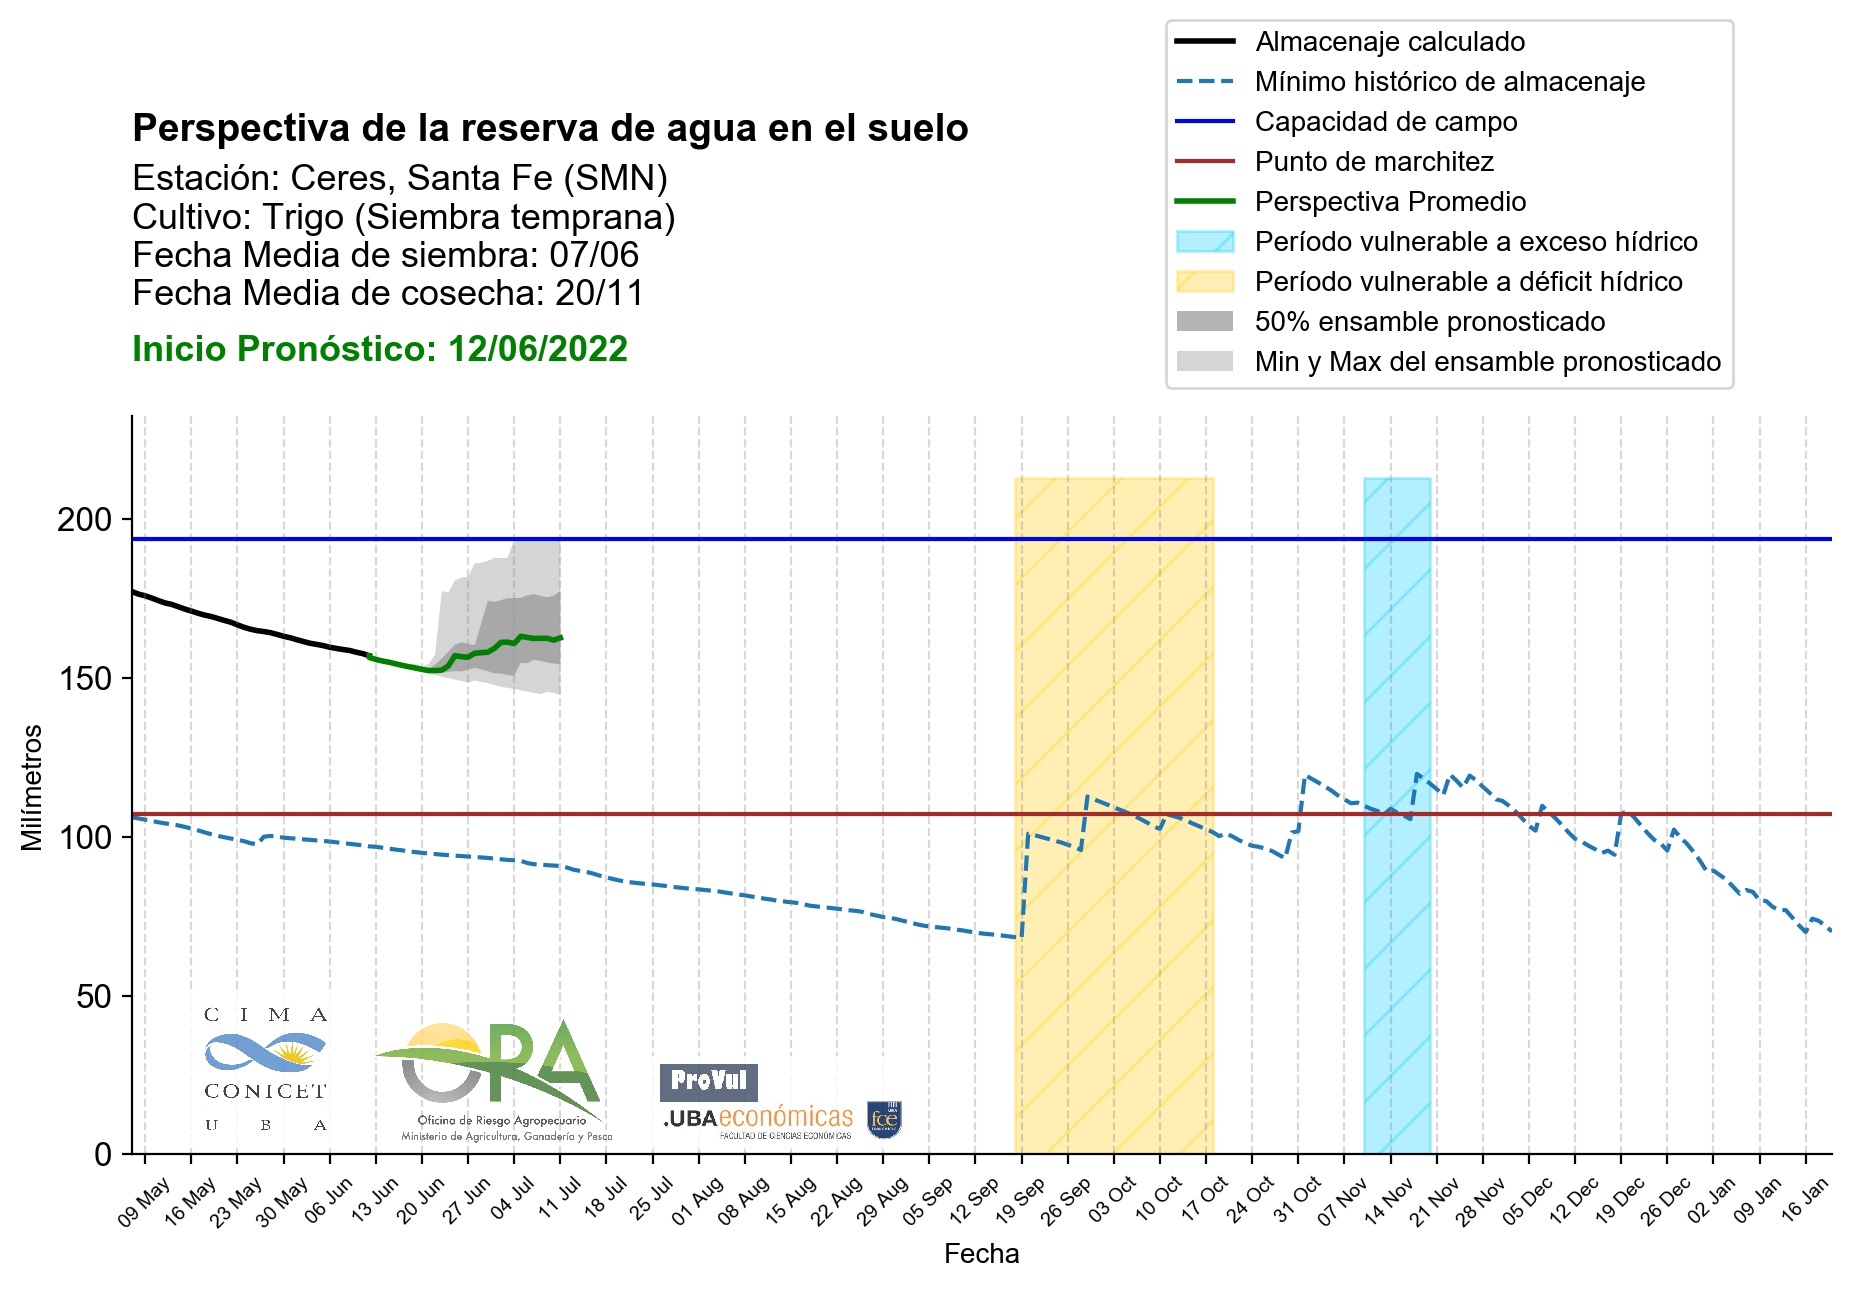 Almacenaje calculado
Mínimo histórico de almacenaje
Capacidad de campo
Punto de marchitez
Perspectiva Promedio
Período vulnerable a exceso hídrico
Período vulnerable a déficit hídrico
50% ensamble pronosticado
Min y Max del ensamble pronosticado
Perspectiva de la reserva de agua en el suelo
Estación: Ceres, Santa Fe (SMN)
Cultivo: Trigo (Siembra temprana)
Fecha Media de siembra: 07/06
Fecha Media de cosecha: 20/11
Inicio Pronóstico: 12/06/2022
Milímetros
200
150
100
50
0
CIMA
CONICET
UBA
OPA
Oficina de Riesgo Agropecuario
Ministerio de Agricultura, Ganadería y Pesca
ProVul
.UBAeconómicas
FACULTAD DE CIENCIAS ECONÓMICAS
fce
09 May
16 May
23 May
30 May
06 Jun
13 Jun
20 Jun
27 Jun
04 Jul
11 Jul
18 Jul
25 Jul
01 Aug
08 Aug
15 Aug
22 Aug
29 Aug
05 Sep
12 Sep
19 Sep
26 Sep
03 Oct
10 Oct
17 Oct
24 Oct
31 Oct
07 Nov
14 Nov
21 Nov
28 Nov
05 Dec
12 Dec
19 Dec
26 Dec
02 Jan
09 Jan
16 Jan
Fecha